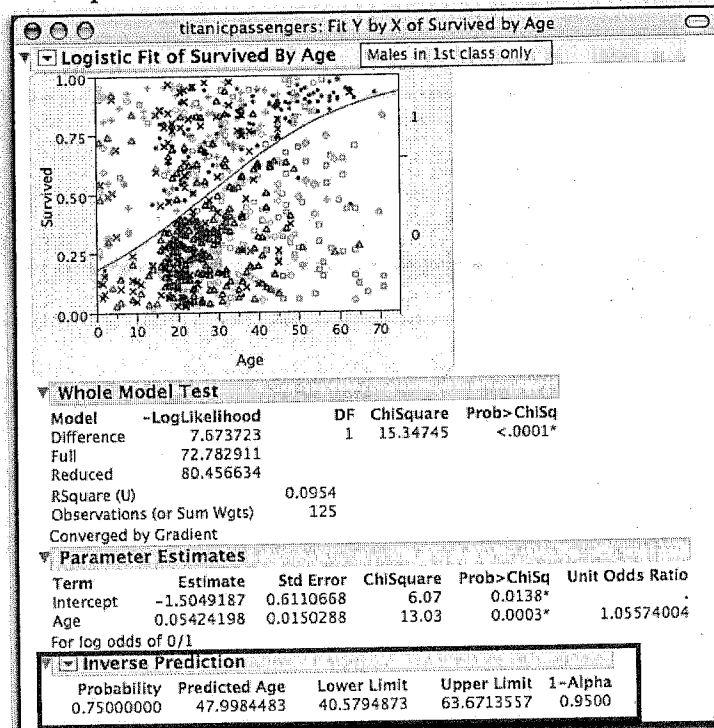 titanicpassengers: Fit Y by X of Survived by Age
Logistic Fit of Survived By Age Males in 1st class only
1.00
0.75
0.50
0.25
0.00
Survived
1
0
0 10 20 30 40 50 60 70
Age
Whole Model Test
Model -LogLikelihood DF ChiSquare Prob>ChiSq
Difference 7.673723 1 15.34745 <.0001*
Full 72.782911
Reduced 80.456634
RSquare (U) 0.0954
Observations (or Sum Wgts) 125
Converged by Gradient
Parameter Estimates
Term Estimate Std Error ChiSquare Prob>ChiSq Unit Odds Ratio
Intercept -1.5049187 0.6110668 6.07 0.0138* .
Age 0.05424198 0.0150288 13.03 0.0003* 1.05574004
For log odds of 0/1
Inverse Prediction
Probability Predicted Age Lower Limit Upper Limit 1-Alpha
0.75000000 47.9984483 40.5794873 63.6713557 0.9500